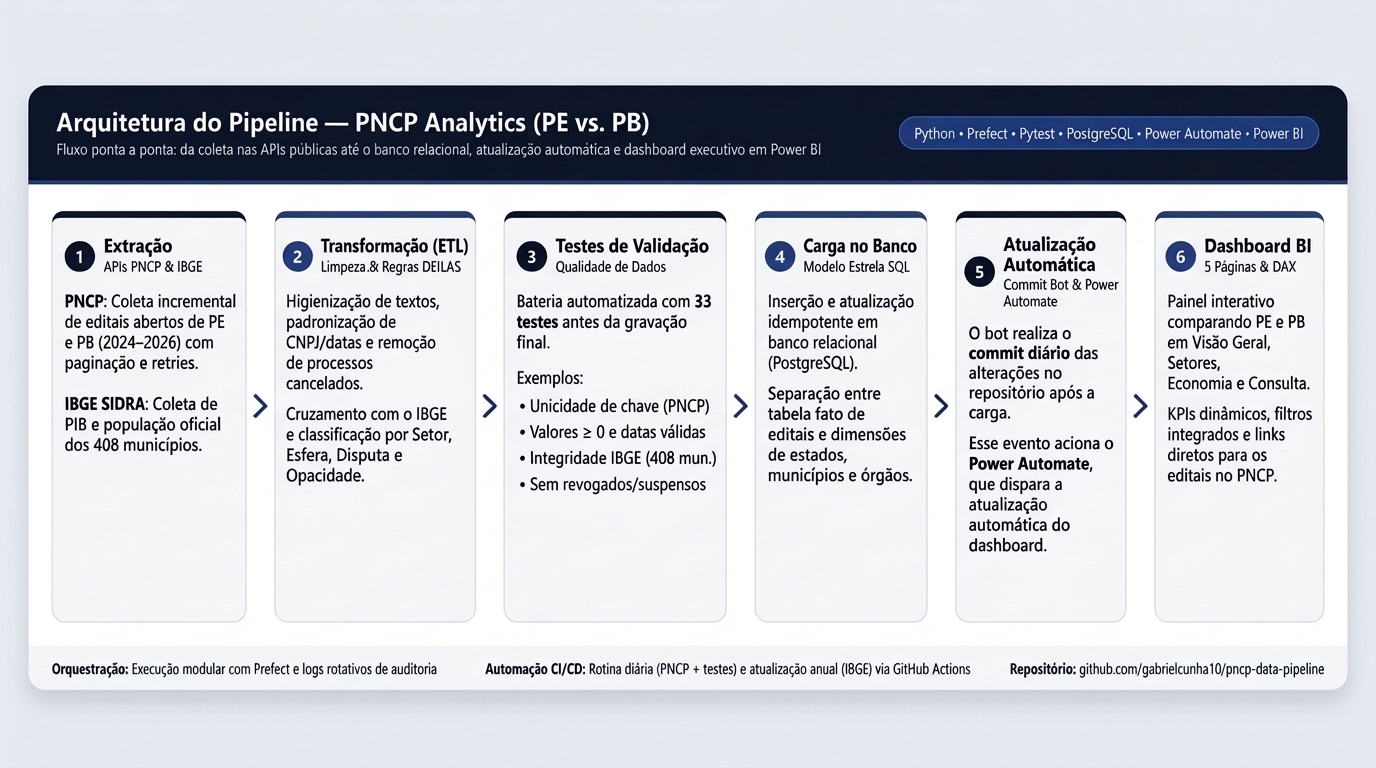 Arquitetura do Pipeline — PNCP Analytics (PE vs. PB)
Fluxo ponta a ponta: da coleta nas APIs públicas até o banco relacional, atualização automática e dashboard executivo em Power BI
Python • Prefect • Pytest • PostgreSQL • Power Automate • Power BI
1
Extração
APIs PNCP & IBGE
PNCP: Coleta incremental
de editais abertos de PE
e PB (2024–2026) com
paginação e retries.
IBGE SIDRA: Coleta de
PIB e população oficial
dos 408 municípios.
2
Transformação (ETL)
Limpeza.& Regras DEILAS
Higienização de textos,
padronização de
CNPJ/datas e remoção
de processos
cancelados.
Cruzamento com o IBGE
e classificação por Setor,
Esfera, Disputa e
Opacidade.
3
Testes de Validação
Qualidade de Dados
Bateria automatizada com 33
testes antes da gravação
final.
Exemplos:
• Unicidade de chave (PNCP)
• Valores ≥ 0 e datas válidas
• Integridade IBGE (408 mun.)
• Sem revogados/suspensos
4
Carga no Banco
Modelo Estrela SQL
Inserção e atualização
idempotente em
banco relacional
(PostgreSQL).
Separação entre
tabela fato de
editais e dimensões
de estados,
municípios e órgãos.
5
Atualização
Automática
Commit Bot & Power
Automate
O bot realiza o
commit diário das
alterações no
repositório após a
carga.
Esse evento aciona o
Power Automate,
que dispara a
atualização
automática do
dashboard.
6
Dashboard BI
5 Páginas & DAX
Painel interativo
comparando PE e PB
em Visão Geral,
Setores,
Economia e Consulta.
KPIs dinâmicos, filtros
integrados e links
diretos para os
editais no PNCP.
Orquestração: Execução modular com Prefect e logs rotativos de auditoria
Automação CI/CD: Rotina diária (PNCP + testes) e atualização anual (I8GE) via GitHub Actions
Repositório: github.com/gabrielcunha10/pncp-data-pipeline